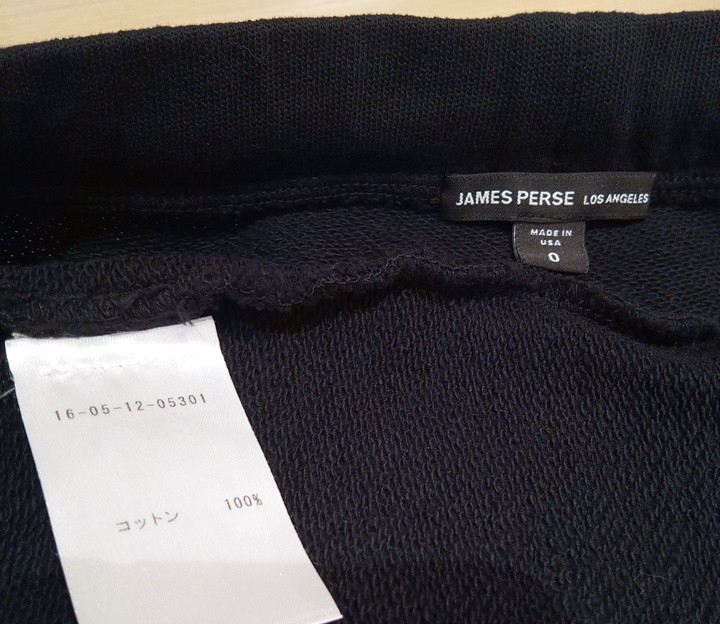 JAMES PERSE LOS ANGELES
MADE IN
USA
0
16-05-12-05301
コットン 100%